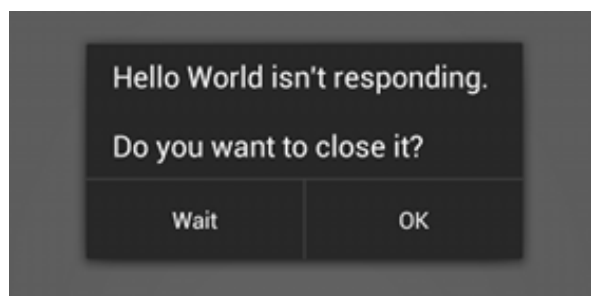 Hello World isn't responding.
Do you want to close it?
Wait
OK